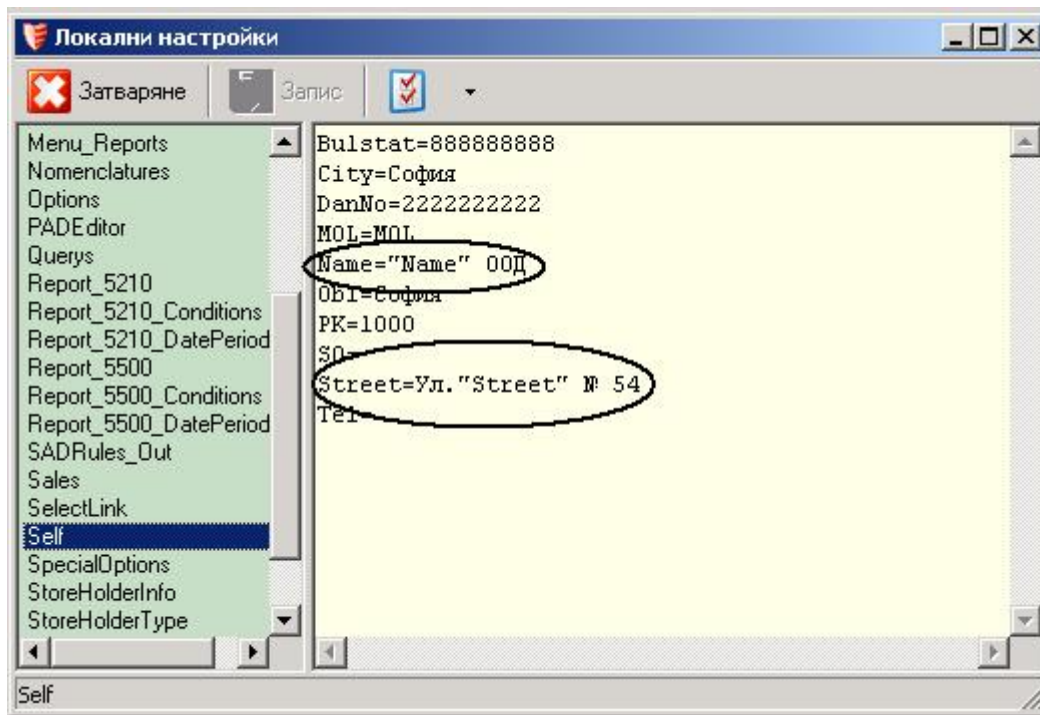 Локални настройки
Затваряне
Запис
Menu_Reports
Nomenclatures
Options
PADEditor
Querys
Report_5210
Report_5210_Conditions
Report_5210_DatePeriod
Report_5500
Report_5500_Conditions
Report_5500_DatePeriod
SADRules_Out
Sales
SelectLink
Self
SpecialOptions
StoreHolderInfo
StoreHolderType
Bulstat=888888888
City=София
DanNo=2222222222
MOL=MOL
Name="Name" ООД
Obl=София
PK=1000
SO=
Street=Ул."Street" № 54
Tel=
Self